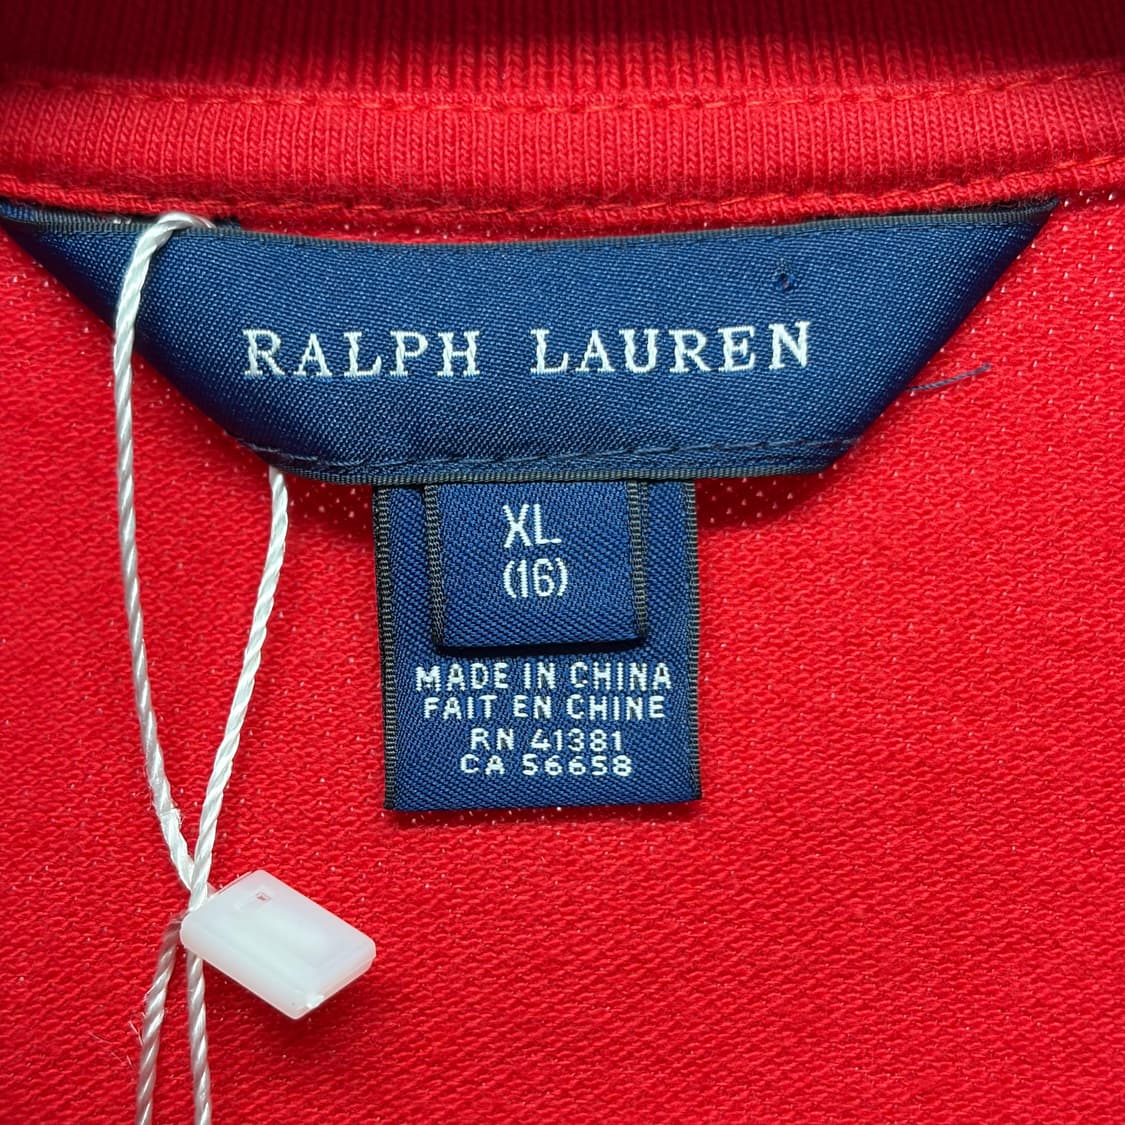 RALPH LAUREN
XL
(16)
MADE IN CHINA
FAIT EN CHINE
RN 41381
CA 56658